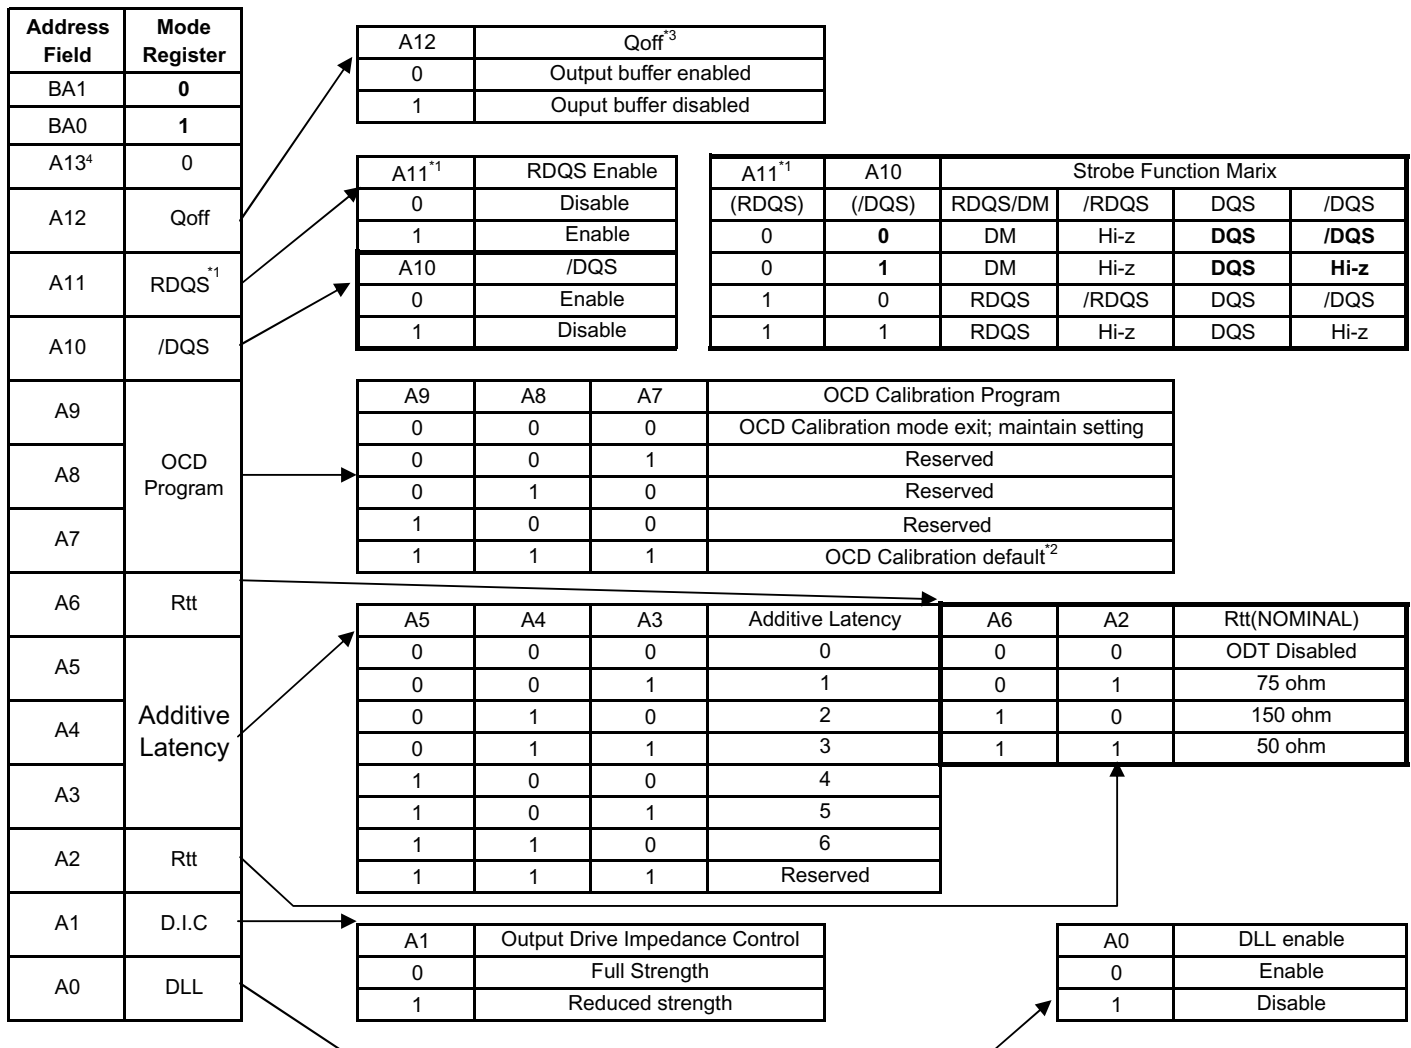 Address Field | Mode Register
BA1 | 0
BA0 | 1
A13⁴ | 0
A12 | Qoff
A11 | RDQS*1
A10 | /DQS
A9
A8 | OCD Program
A7
A6 | Rtt
A5
A4 | Additive Latency
A3
A2 | Rtt
A1 | D.I.C
A0 | DLL
A12 | Qoff*3
0 | Output buffer enabled
1 | Ouput buffer disabled
A11*1 | RDQS Enable
0 | Disable
1 | Enable
A10 | /DQS
0 | Enable
1 | Disable
A11*1 | A10 | Strobe Function Marix
(RDQS) | (/DQS) | RDQS/DM | /RDQS | DQS | /DQS
0 | 0 | DM | Hi-z | DQS | /DQS
0 | 1 | DM | Hi-z | DQS | Hi-z
1 | 0 | RDQS | /RDQS | DQS | /DQS
1 | 1 | RDQS | Hi-z | DQS | Hi-z
A9 | A8 | A7 | OCD Calibration Program
0 | 0 | 0 | OCD Calibration mode exit; maintain setting
0 | 0 | 1 | Reserved
0 | 1 | 0 | Reserved
1 | 0 | 0 | Reserved
1 | 1 | 1 | OCD Calibration default*2
A5 | A4 | A3 | Additive Latency
0 | 0 | 0 | 0
0 | 0 | 1 | 1
0 | 1 | 0 | 2
0 | 1 | 1 | 3
1 | 0 | 0 | 4
1 | 0 | 1 | 5
1 | 1 | 0 | 6
1 | 1 | 1 | Reserved
A6 | A2 | Rtt(NOMINAL)
0 | 0 | ODT Disabled
0 | 1 | 75 ohm
1 | 0 | 150 ohm
1 | 1 | 50 ohm
A1 | Output Drive Impedance Control
0 | Full Strength
1 | Reduced strength
A0 | DLL enable
0 | Enable
1 | Disable